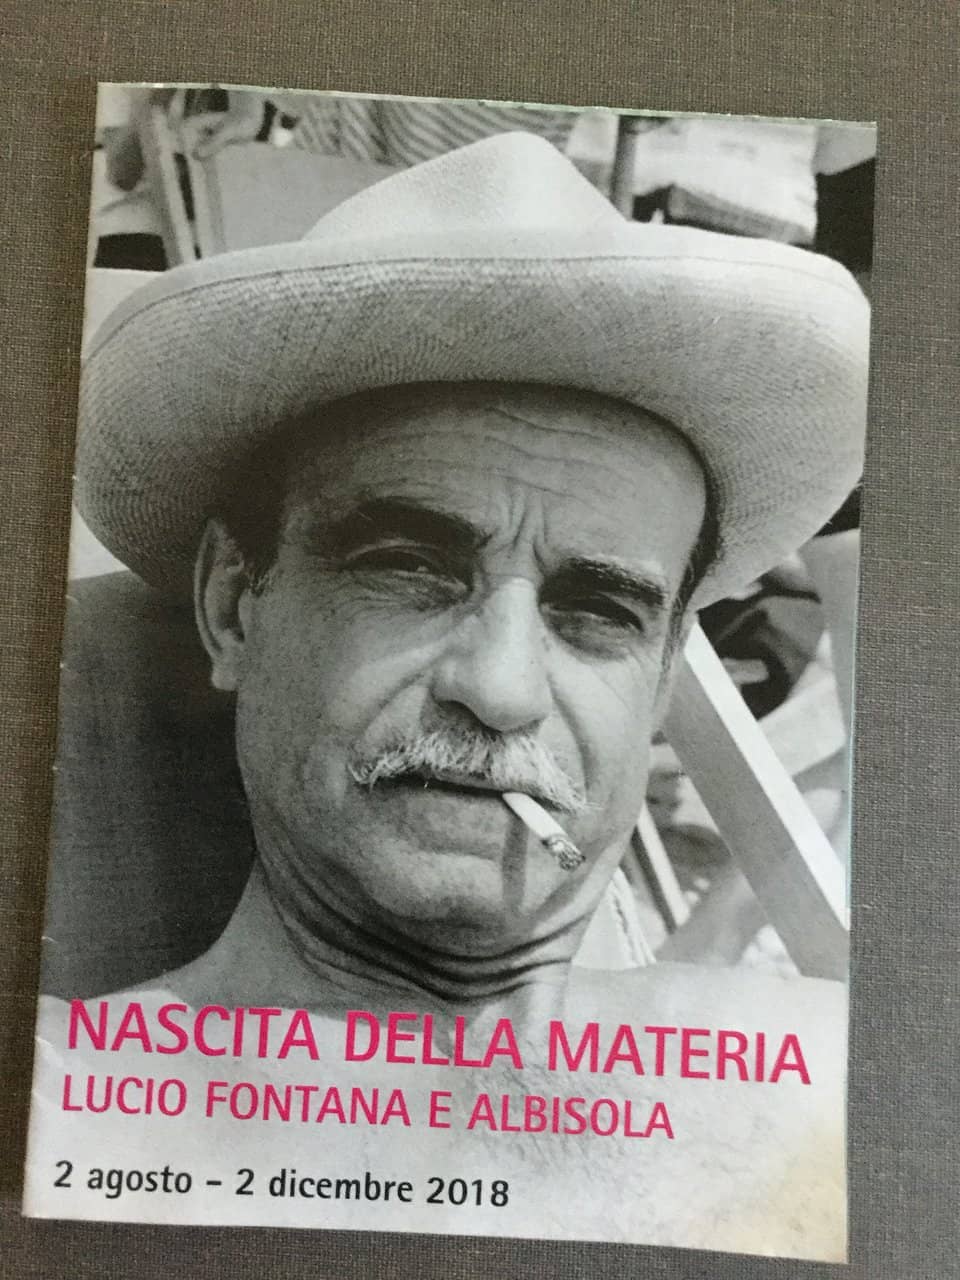 NASCITA DELLA MATERIA
LUCIO FONTANA E ALBISOLA
2 agosto - 2 dicembre 2018